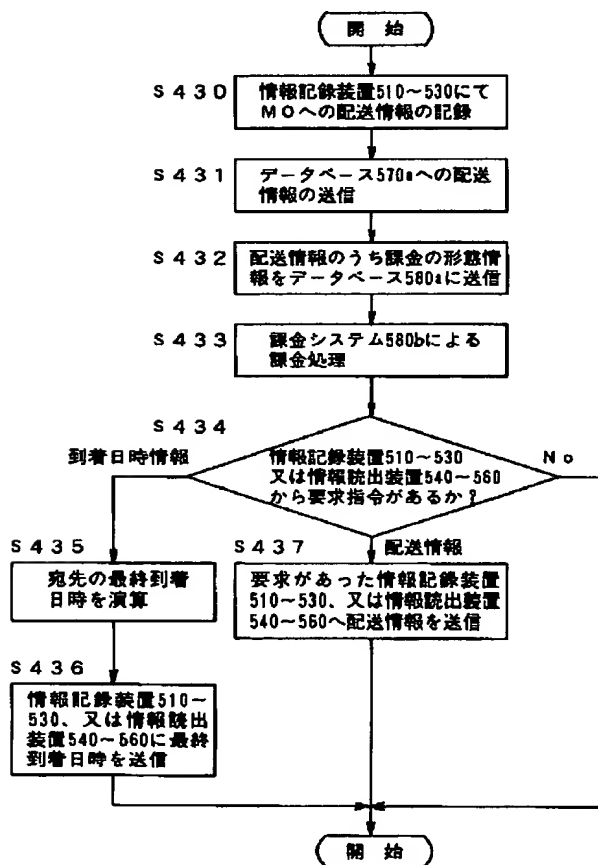 開 始
S430
情報記録装置510～530にて
MOへの配送情報の記録
S431
データベース570aへの配送
情報の送信
S432
配送情報のうち課金の形態情
報をデータベース580aに送信
S433
課金システム580bによる
課金処理
S434
到着日時情報
情報記録装置510～530
又は情報読出装置540～560
から要求指令があるか？
No
S435
宛先の最終到着
日時を演算
S437
配送情報
要求があった情報記録装置
510～530、又は情報読出装置
540～560へ配送情報を送信
S436
情報記録装置510～
530、又は情報読出
装置540～560に最終
到着日時を送信
開 始